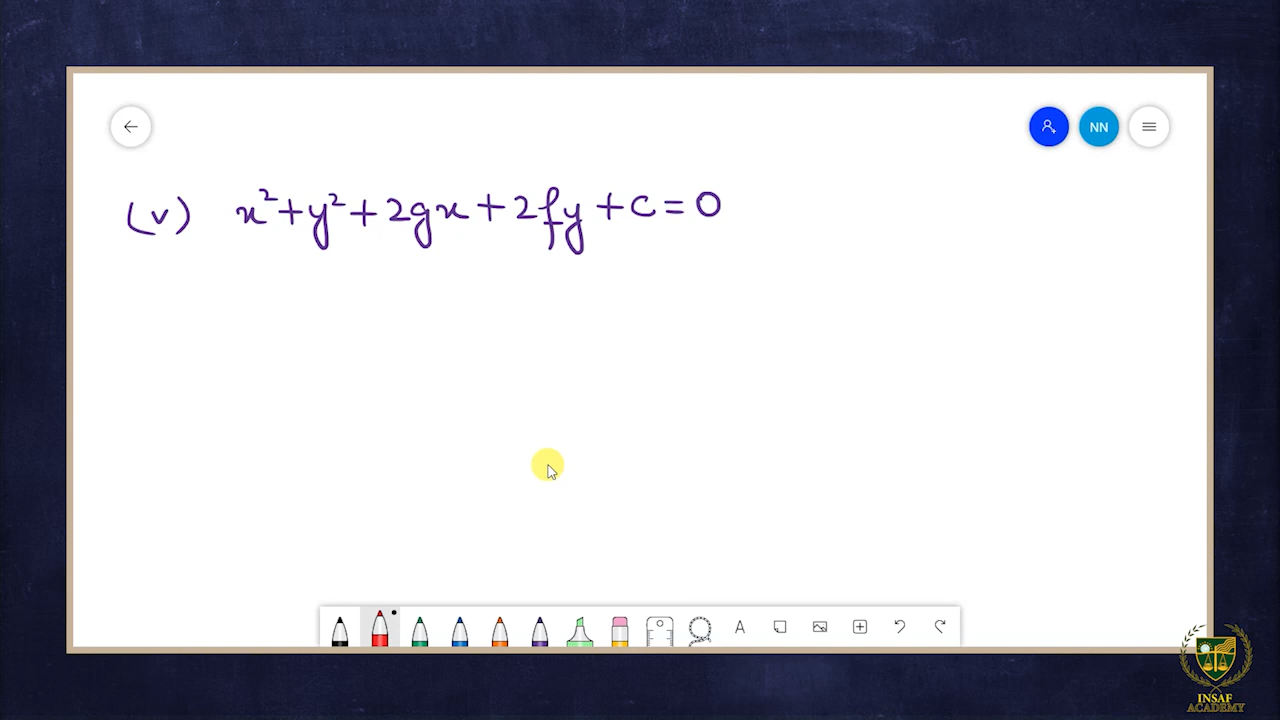 NN
(v) x² + y² + 2gx + 2fy + c = 0
A
INSAF
ACADEMY